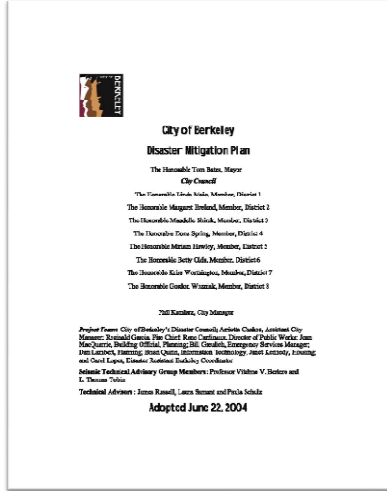 BERKELEY
City of Berkeley
Disaster Mitigation Plan
The Honorable Tom Bates, Mayor
City Council
The Honorable Linda Maio, Member, District 1
The Honorable Margaret Breland, Member, District 2
The Honorable Maudelle Shirek, Member, District 3
The Honorable Dona Spring, Member, District 4
The Honorable Miriam Hawley, Member, District 5
The Honorable Betty Olds, Member, District 6
The Honorable Kriss Worthington, Member, District 7
The Honorable Gordon Wozniak, Member, District 8
Phil Kamlarz, City Manager
Project Team: City of Berkeley's Disaster Council; Arrietta Chakos, Assistant City
Manager; Reginald Garcia, Fire Chief; Rene Cardinaux, Director of Public Works; Joan
MacQuarrie, Building Official, Planning; Bill Greulich, Emergency Services Manager;
Dan Lambert, Planning; Brian Quinn, Information Technology, Janet Kennedy, Housing;
and Carol Lopes, Disaster Assistant Berkeley Coordinator
Seismic Technical Advisory Group Members: Professor Vitelmo V. Bertero and
L. Thomas Tobin
Technical Advisors: James Russell, Laura Samant and Paula Schulz
Adopted June 22, 2004